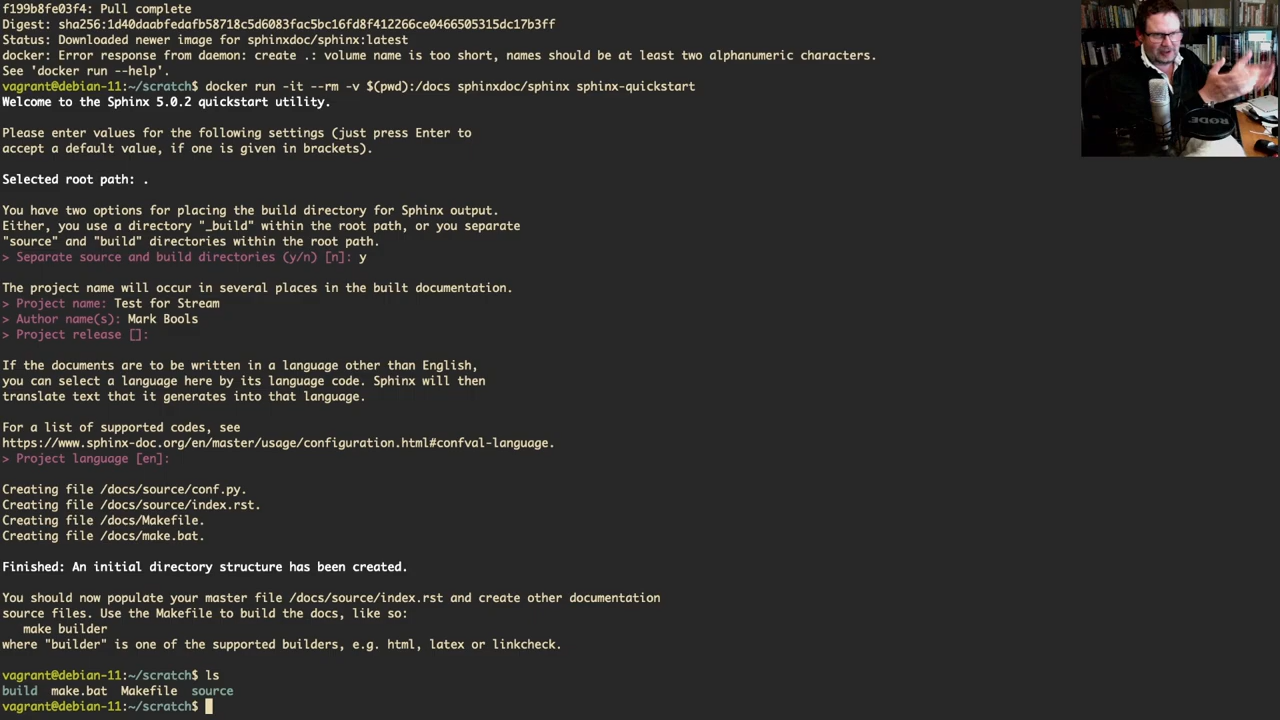 f199b8fe03f4: Pull complete
Digest: sha256:1d40daabfedafb58718c5d6083fac5bc16fd8f412266ce0466505315dc17b3ff
Status: Downloaded newer image for sphinxdoc/sphinx:latest
docker: Error response from daemon: create .: volume name is too short, names should be at least two alphanumeric characters.
See 'docker run --help'.
vagrant@debian-11:~/scratch$ docker run -it --rm -v $(pwd):/docs sphinxdoc/sphinx sphinx-quickstart
Welcome to the Sphinx 5.0.2 quickstart utility.
Please enter values for the following settings (just press Enter to
accept a default value, if one is given in brackets).
Selected root path: .
You have two options for placing the build directory for Sphinx output.
Either, you use a directory "_build" within the root path, or you separate
"source" and "build" directories within the root path.
> Separate source and build directories (y/n) [n]: y
The project name will occur in several places in the built documentation.
> Project name: Test for Stream
> Author name(s): Mark Bools
> Project release []:
If the documents are to be written in a language other than English,
you can select a language here by its language code. Sphinx will then
translate text that it generates into that language.
For a list of supported codes, see
https://www.sphinx-doc.org/en/master/usage/configuration.html#confval-language.
> Project language [en]:
Creating file /docs/source/conf.py.
Creating file /docs/source/index.rst.
Creating file /docs/Makefile.
Creating file /docs/make.bat.
Finished: An initial directory structure has been created.
You should now populate your master file /docs/source/index.rst and create other documentation
source files. Use the Makefile to build the docs, like so:
make builder
where "builder" is one of the supported builders, e.g. html, latex or linkcheck.
vagrant@debian-11:~/scratch$ ls
build make.bat Makefile source
vagrant@debian-11:~/scratch$
RODE